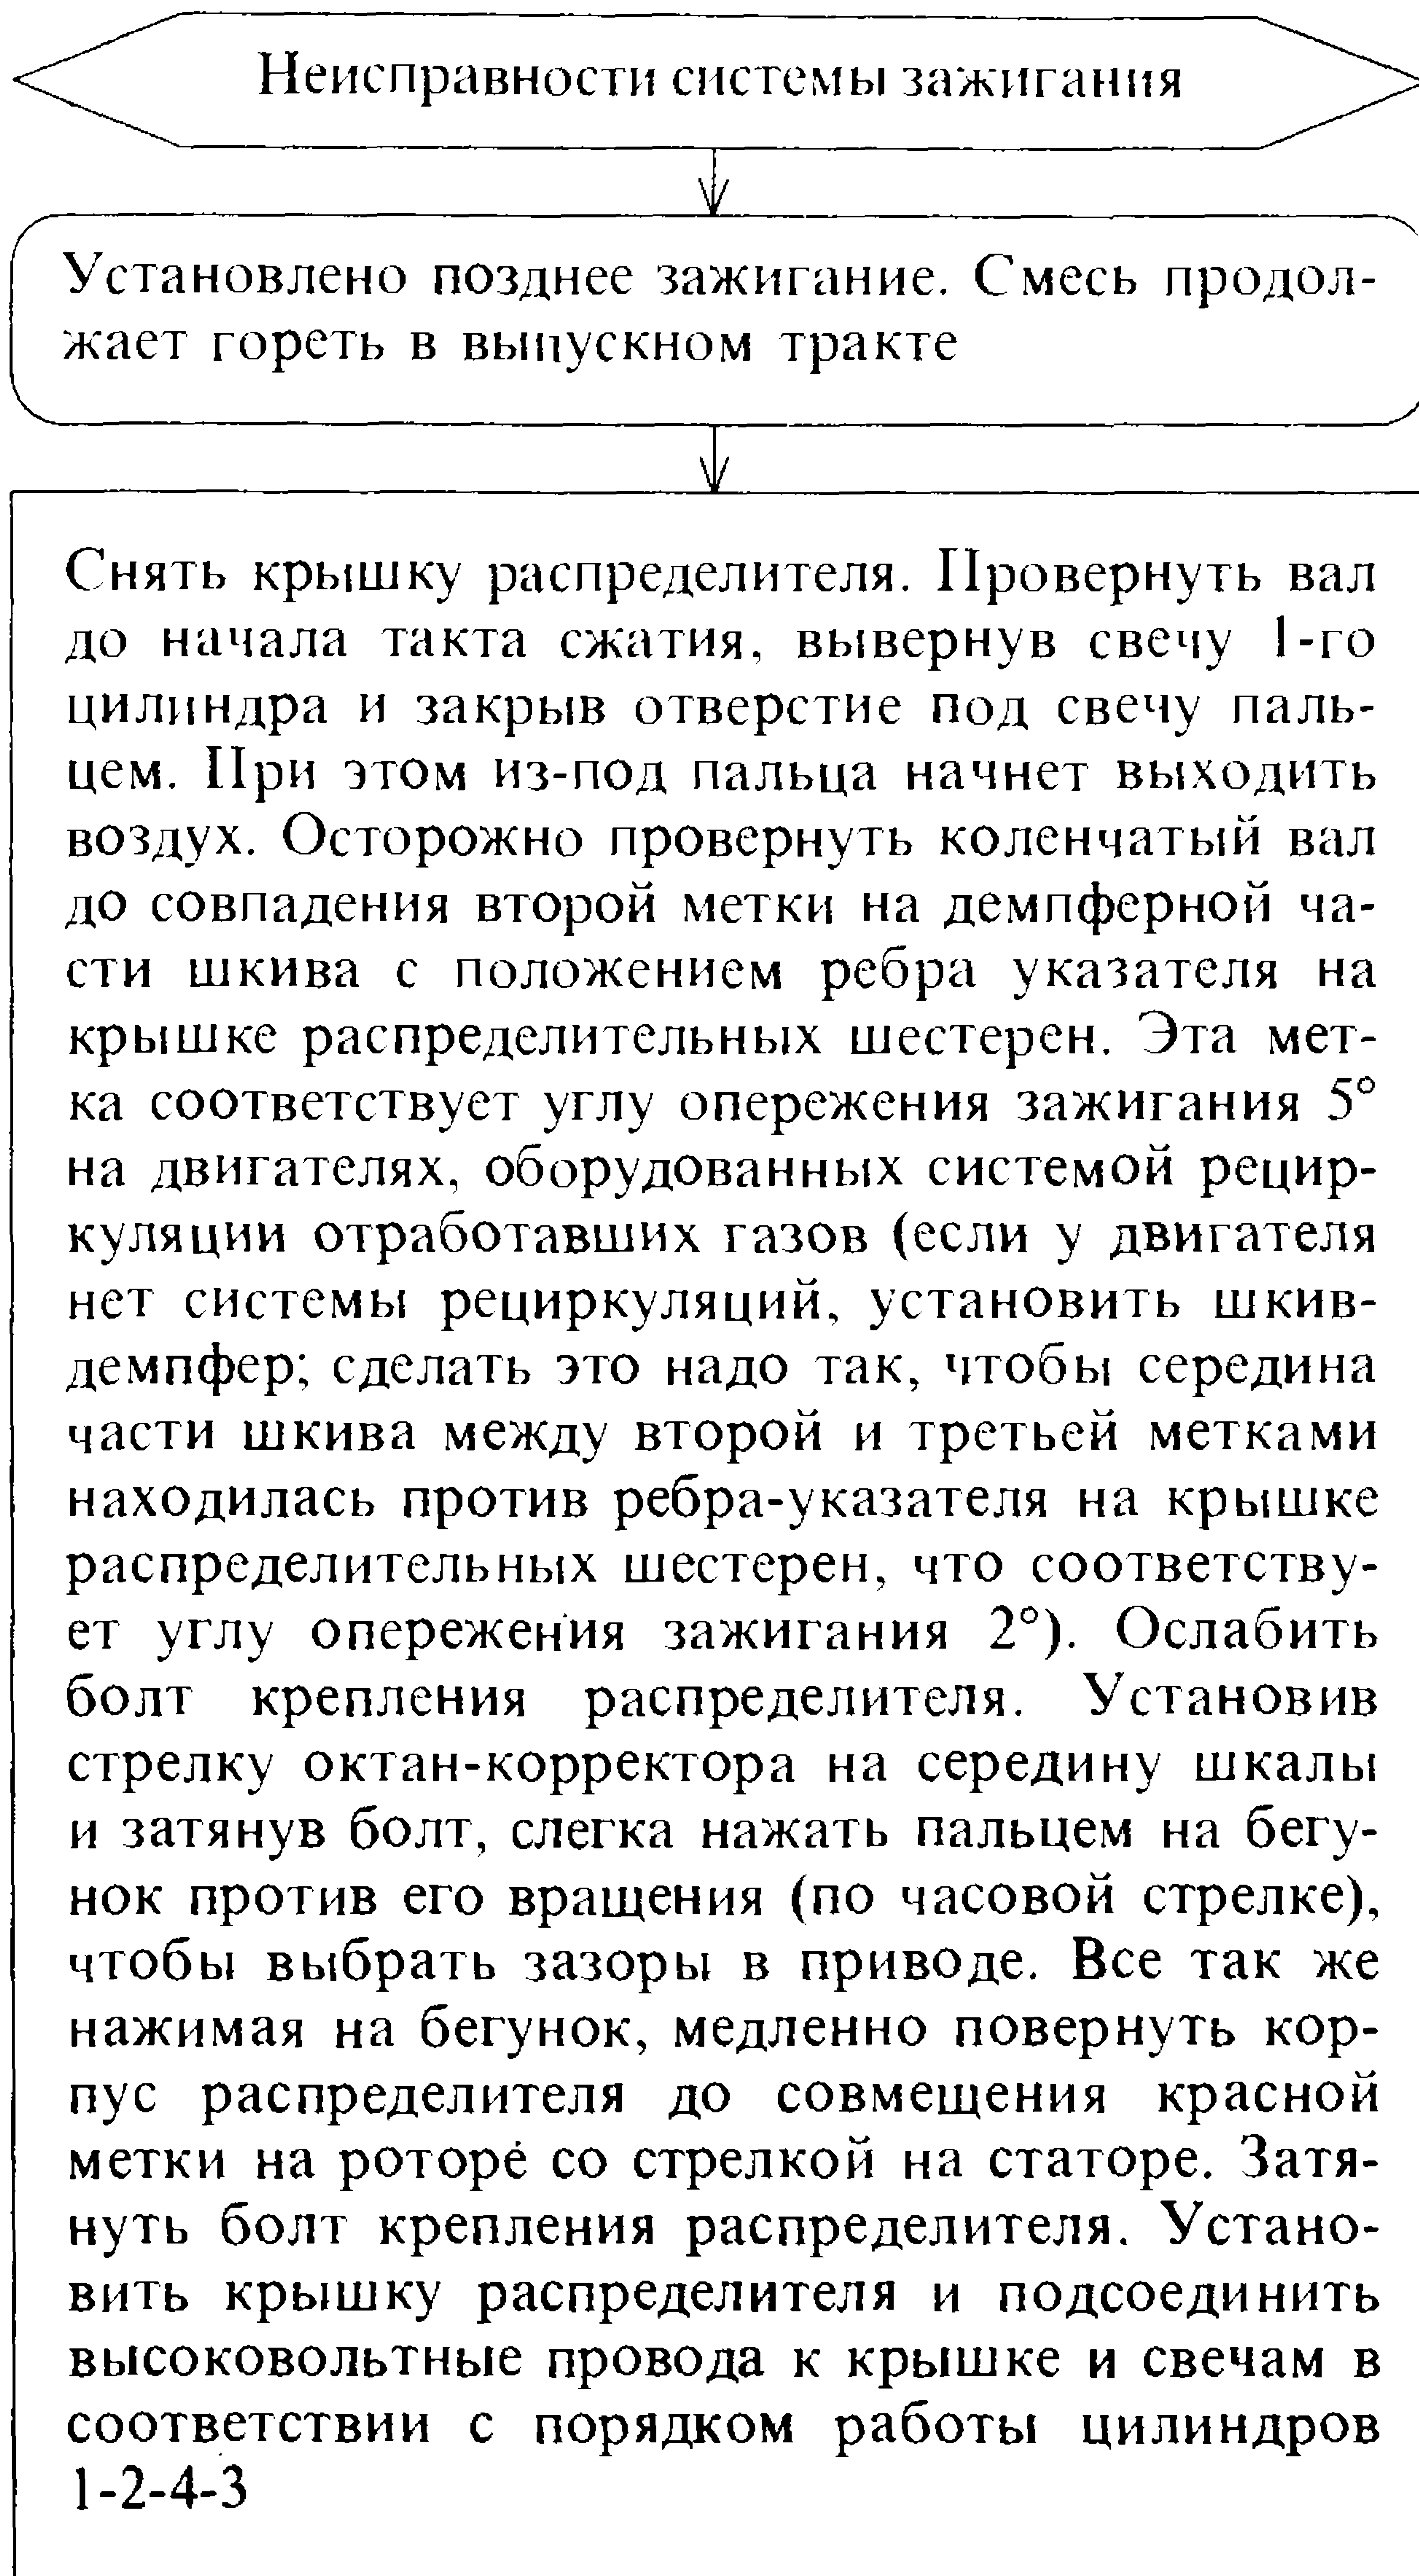 Неисправности системы зажигания
Установлено позднее зажигание. Смесь продол-
жает гореть в выпускном тракте
Снять крышку распределителя. Провернуть вал
до начала такта сжатия, вывернув свечу 1-го
цилиндра и закрыв отверстие под свечу паль-
цем. При этом из-под пальца начнет выходить
воздух. Осторожно провернуть коленчатый вал
до совпадения второй метки на демпферной ча-
сти шкива с положением ребра указателя на
крышке распределительных шестерен. Эта мет-
ка соответствует углу опережения зажигания 5°
на двигателях, оборудованных системой рецир-
куляции отработавших газов (если у двигателя
нет системы рециркуляций, установить шкив-
демпфер; сделать это надо так, чтобы середина
части шкива между второй и третьей метками
находилась против ребра-указателя на крышке
распределительных шестерен, что соответству-
ет углу опережения зажигания 2°). Ослабить
болт крепления распределителя. Установив
стрелку октан-корректора на середину шкалы
и затянув болт, слегка нажать пальцем на бегу-
нок против его вращения (по часовой стрелке),
чтобы выбрать зазоры в приводе. Все так же
нажимая на бегунок, медленно повернуть кор-
пус распределителя до совмещения красной
метки на роторе со стрелкой на статоре. Затя-
нуть болт крепления распределителя. Устано-
вить крышку распределителя и подсоединить
высоковольтные провода к крышке и свечам в
соответствии с порядком работы цилиндров
1-2-4-3